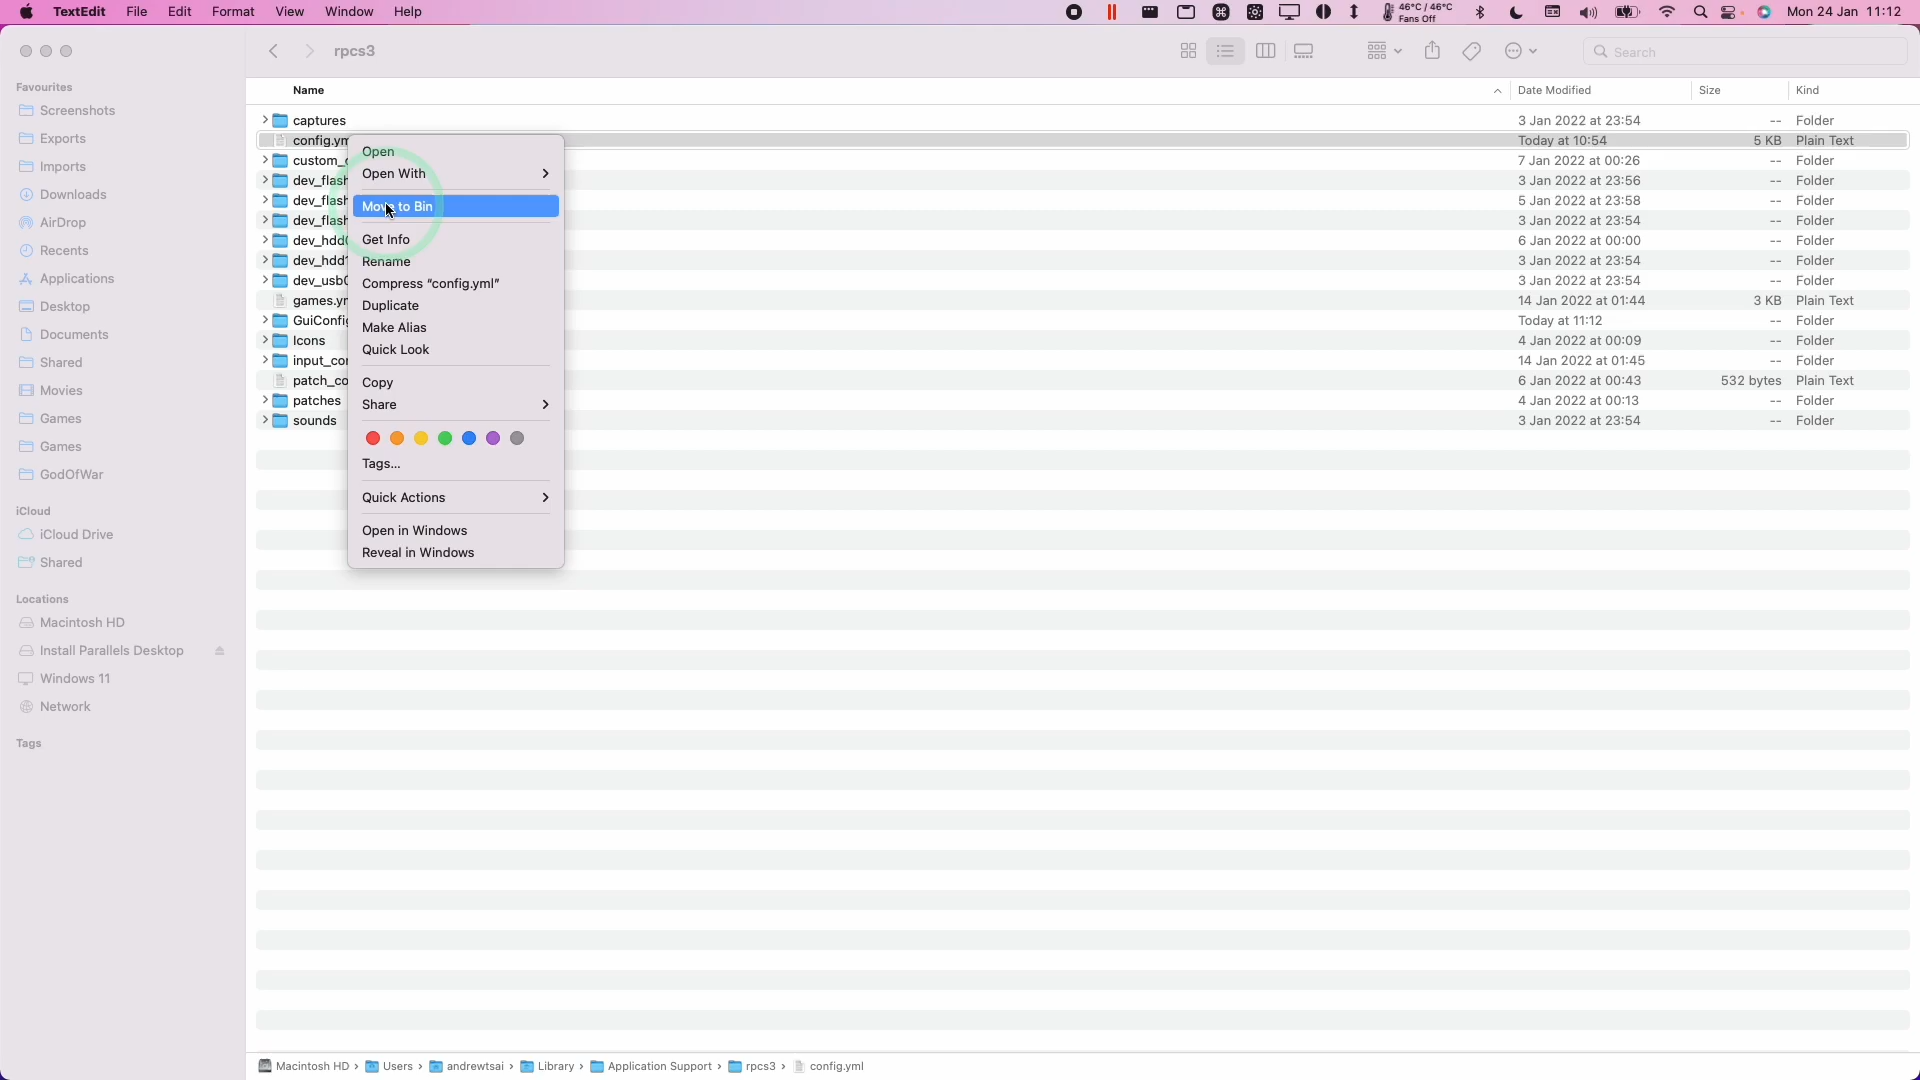 TextEdit File Edit Format View Window Help 46°C / 46°C Mon 24 Jan 11:12
Fans Off
rpcs3 Search
Favourites
Screenshots
Exports
Imports
Downloads
AirDrop
Recents
Applications
Desktop
Documents
Shared
Movies
Games
Games
GodOfWar
iCloud
iCloud Drive
Shared
Locations
Macintosh HD
Install Parallels Desktop
Windows 11
Network
Tags
Name Date Modified Size Kind
captures 3 Jan 2022 at 23:54 -- Folder
config.ym Today at 10:54 5 KB Plain Text
custom_ 7 Jan 2022 at 00:26 -- Folder
dev_flash 3 Jan 2022 at 23:56 -- Folder
dev_flash 5 Jan 2022 at 23:58 -- Folder
dev_flash 3 Jan 2022 at 23:54 -- Folder
dev_hdd0 6 Jan 2022 at 00:00 -- Folder
dev_hdd1 3 Jan 2022 at 23:54 -- Folder
dev_usb0 3 Jan 2022 at 23:54 -- Folder
games.ym 14 Jan 2022 at 01:44 3 KB Plain Text
GuiConfig Today at 11:12 -- Folder
Icons 4 Jan 2022 at 00:09 -- Folder
input_con 14 Jan 2022 at 01:45 -- Folder
patch_co 6 Jan 2022 at 00:43 532 bytes Plain Text
patches 4 Jan 2022 at 00:13 -- Folder
sounds 3 Jan 2022 at 23:54 -- Folder
Open
Open With
Move to Bin
Get Info
Rename
Compress “config.yml”
Duplicate
Make Alias
Quick Look
Copy
Share
Tags...
Quick Actions
Open in Windows
Reveal in Windows
Macintosh HD › Users › andrewtsai › Library › Application Support › rpcs3 › config.yml